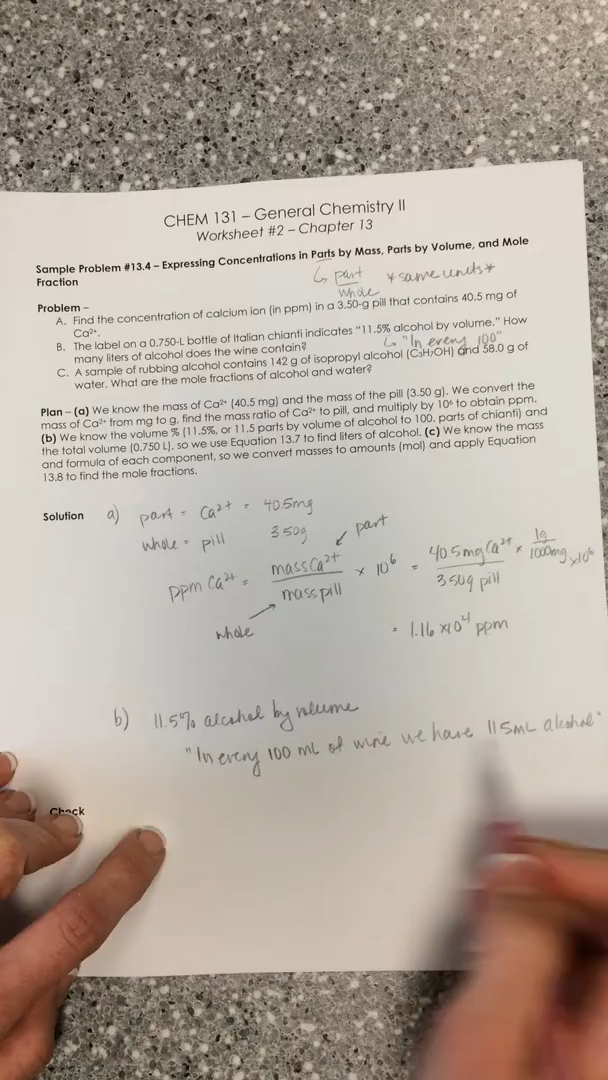 CHEM 131 – General Chemistry II
Worksheet #2 – Chapter 13
Sample Problem #13.4 – Expressing Concentrations in Parts by Mass, Parts by Volume, and Mole
Fraction
↳ part *same units*
whole
Problem –
A. Find the concentration of calcium ion (in ppm) in a 3.50-g pill that contains 40.5 mg of
Ca²⁺.
B. The label on a 0.750-L bottle of Italian chianti indicates "11.5% alcohol by volume." How
many liters of alcohol does the wine contain?
↳ "In every 100"
C. A sample of rubbing alcohol contains 142 g of isopropyl alcohol (C₃H₇OH) and 58.0 g of
water. What are the mole fractions of alcohol and water?
Plan – (a) We know the mass of Ca²⁺ (40.5 mg) and the mass of the pill (3.50 g). We convert the
mass of Ca²⁺ from mg to g, find the mass ratio of Ca²⁺ to pill, and multiply by 10⁶ to obtain ppm.
(b) We know the volume % (11.5%, or 11.5 parts by volume of alcohol to 100. parts of chianti) and
the total volume (0.750 L), so we use Equation 13.7 to find liters of alcohol. (c) We know the mass
and formula of each component, so we convert masses to amounts (mol) and apply Equation
13.8 to find the mole fractions.
Solution
a) part = Ca²⁺ = 40.5mg
whole = pill 3.50g
part
ppm Ca²⁺ = mass Ca²⁺ / mass pill × 10⁶ = 40.5mg Ca²⁺ / 3.50g pill × 1g / 1000mg × 10⁶
whole
= 1.16 × 10⁴ ppm
b) 11.5% alcohol by volume
"In every 100 mL of wine we have 11.5mL alcohol"
Check